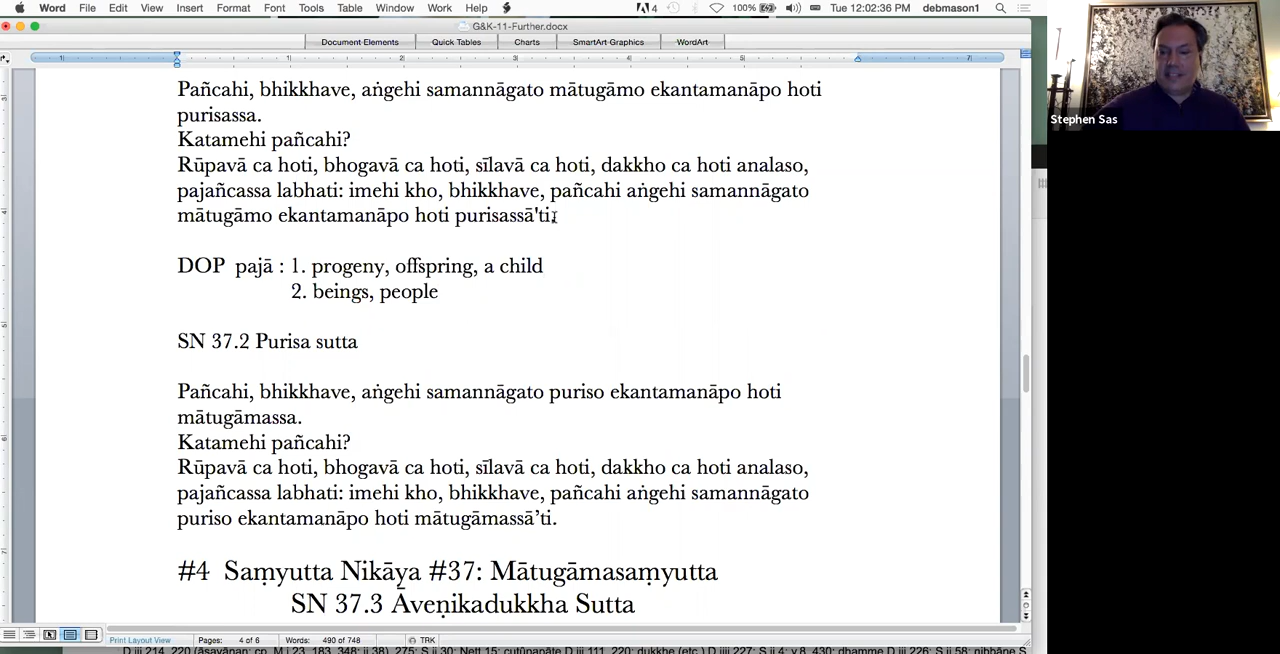 Word File Edit View Insert Format Font Tools Table Window Work Help 4 100% Tue 12:02:36 PM debmason1
G&K-11-Further.docx
Document Elements Quick Tables Charts SmartArt Graphics WordArt
Stephen Sas
Pañcahi, bhikkhave, aṅgehi samannāgato mātugāmo ekantamanāpo hoti
purisassa.
Katamehi pañcahi?
Rūpavā ca hoti, bhogavā ca hoti, sīlavā ca hoti, dakkho ca hoti analaso,
pajañcassa labhati: imehi kho, bhikkhave, pañcahi aṅgehi samannāgato
mātugāmo ekantamanāpo hoti purisassā'ti.
DOP pajā : 1. progeny, offspring, a child
2. beings, people
SN 37.2 Purisa sutta
Pañcahi, bhikkhave, aṅgehi samannāgato puriso ekantamanāpo hoti
mātugāmassa.
Katamehi pañcahi?
Rūpavā ca hoti, bhogavā ca hoti, sīlavā ca hoti, dakkho ca hoti analaso,
pajañcassa labhati: imehi kho, bhikkhave, pañcahi aṅgehi samannāgato
puriso ekantamanāpo hoti mātugāmassā’ti.
#4 Saṃyutta Nikāya #37: Mātugāmasaṃyutta
SN 37.3 Āveṇikadukkha Sutta
Print Layout View Pages: 4 of 6 Words: 490 of 748 TRK